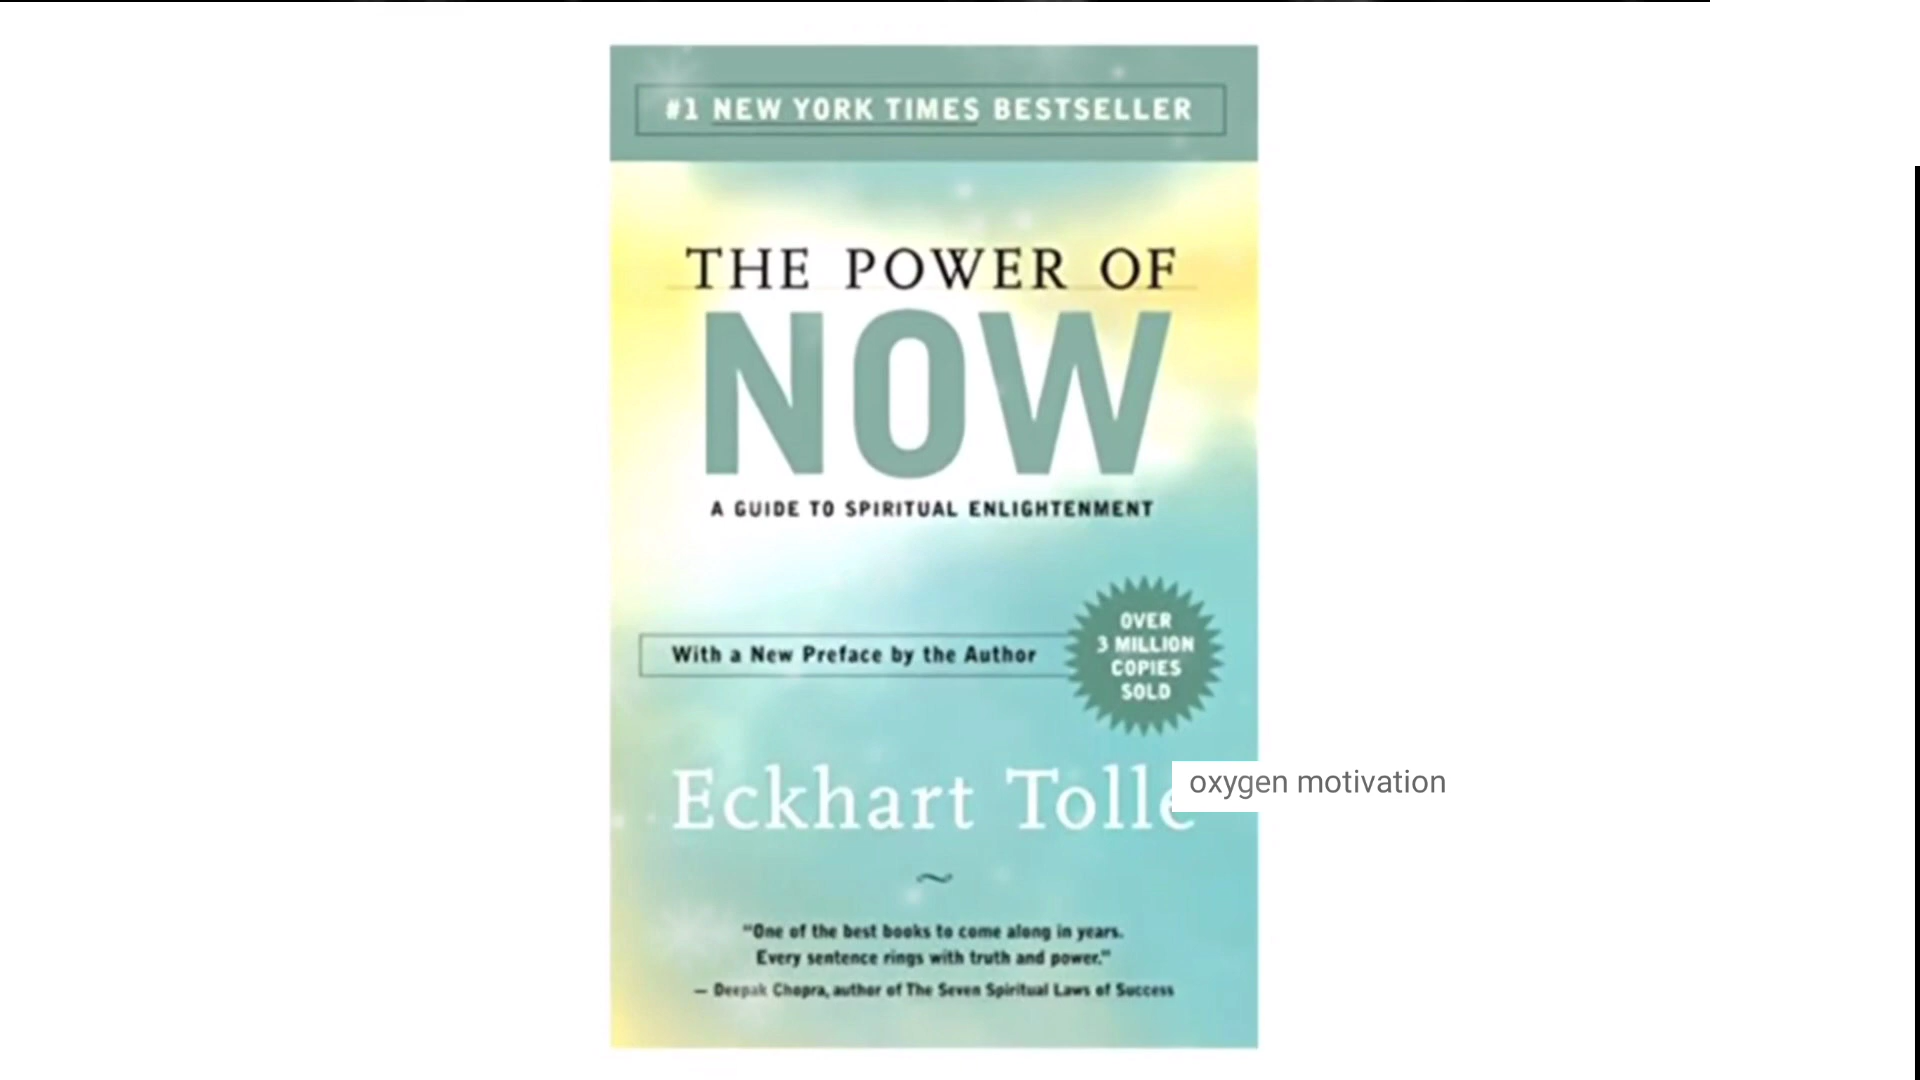 #1 NEW YORK TIMES BESTSELLER
THE POWER OF
NOW
A GUIDE TO SPIRITUAL ENLIGHTENMENT
With a New Preface by the Author
OVER
3 MILLION
COPIES
SOLD
Eckhart Tolle
oxygen motivation
~
"One of the best books to come along in years.
Every sentence rings with truth and power."
— Deepak Chopra, author of The Seven Spiritual Laws of Success